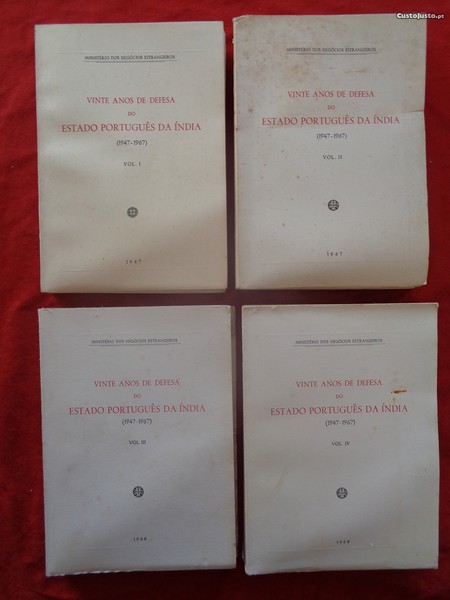 CustoJusto.pt
MINISTÉRIO DOS NEGÓCIOS ESTRANGEIROS
VINTE ANOS DE DEFESA
DO
ESTADO PORTUGUÊS DA ÍNDIA
(1947-1967)
VOL. I
1967
MINISTÉRIO DOS NEGÓCIOS ESTRANGEIROS
VINTE ANOS DE DEFESA
DO
ESTADO PORTUGUÊS DA ÍNDIA
(1947-1967)
VOL. II
1967
MINISTÉRIO DOS NEGÓCIOS ESTRANGEIROS
VINTE ANOS DE DEFESA
DO
ESTADO PORTUGUÊS DA ÍNDIA
(1947-1967)
VOL. III
1968
MINISTÉRIO DOS NEGÓCIOS ESTRANGEIROS
VINTE ANOS DE DEFESA
DO
ESTADO PORTUGUÊS DA ÍNDIA
(1947-1967)
VOL. IV
1968